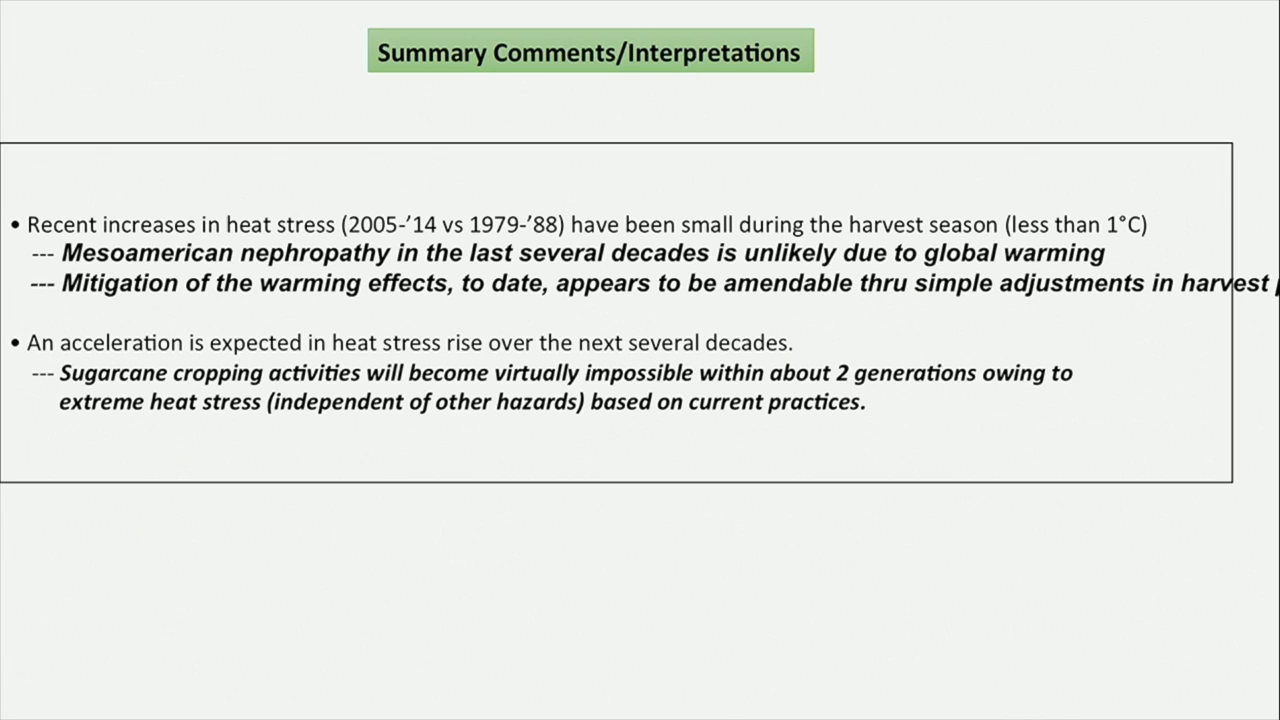 Summary Comments/Interpretations
• Recent increases in heat stress (2005-’14 vs 1979-’88) have been small during the harvest season (less than 1°C)
--- Mesoamerican nephropathy in the last several decades is unlikely due to global warming
--- Mitigation of the warming effects, to date, appears to be amendable thru simple adjustments in harvest
• An acceleration is expected in heat stress rise over the next several decades.
--- Sugarcane cropping activities will become virtually impossible within about 2 generations owing to
extreme heat stress (independent of other hazards) based on current practices.